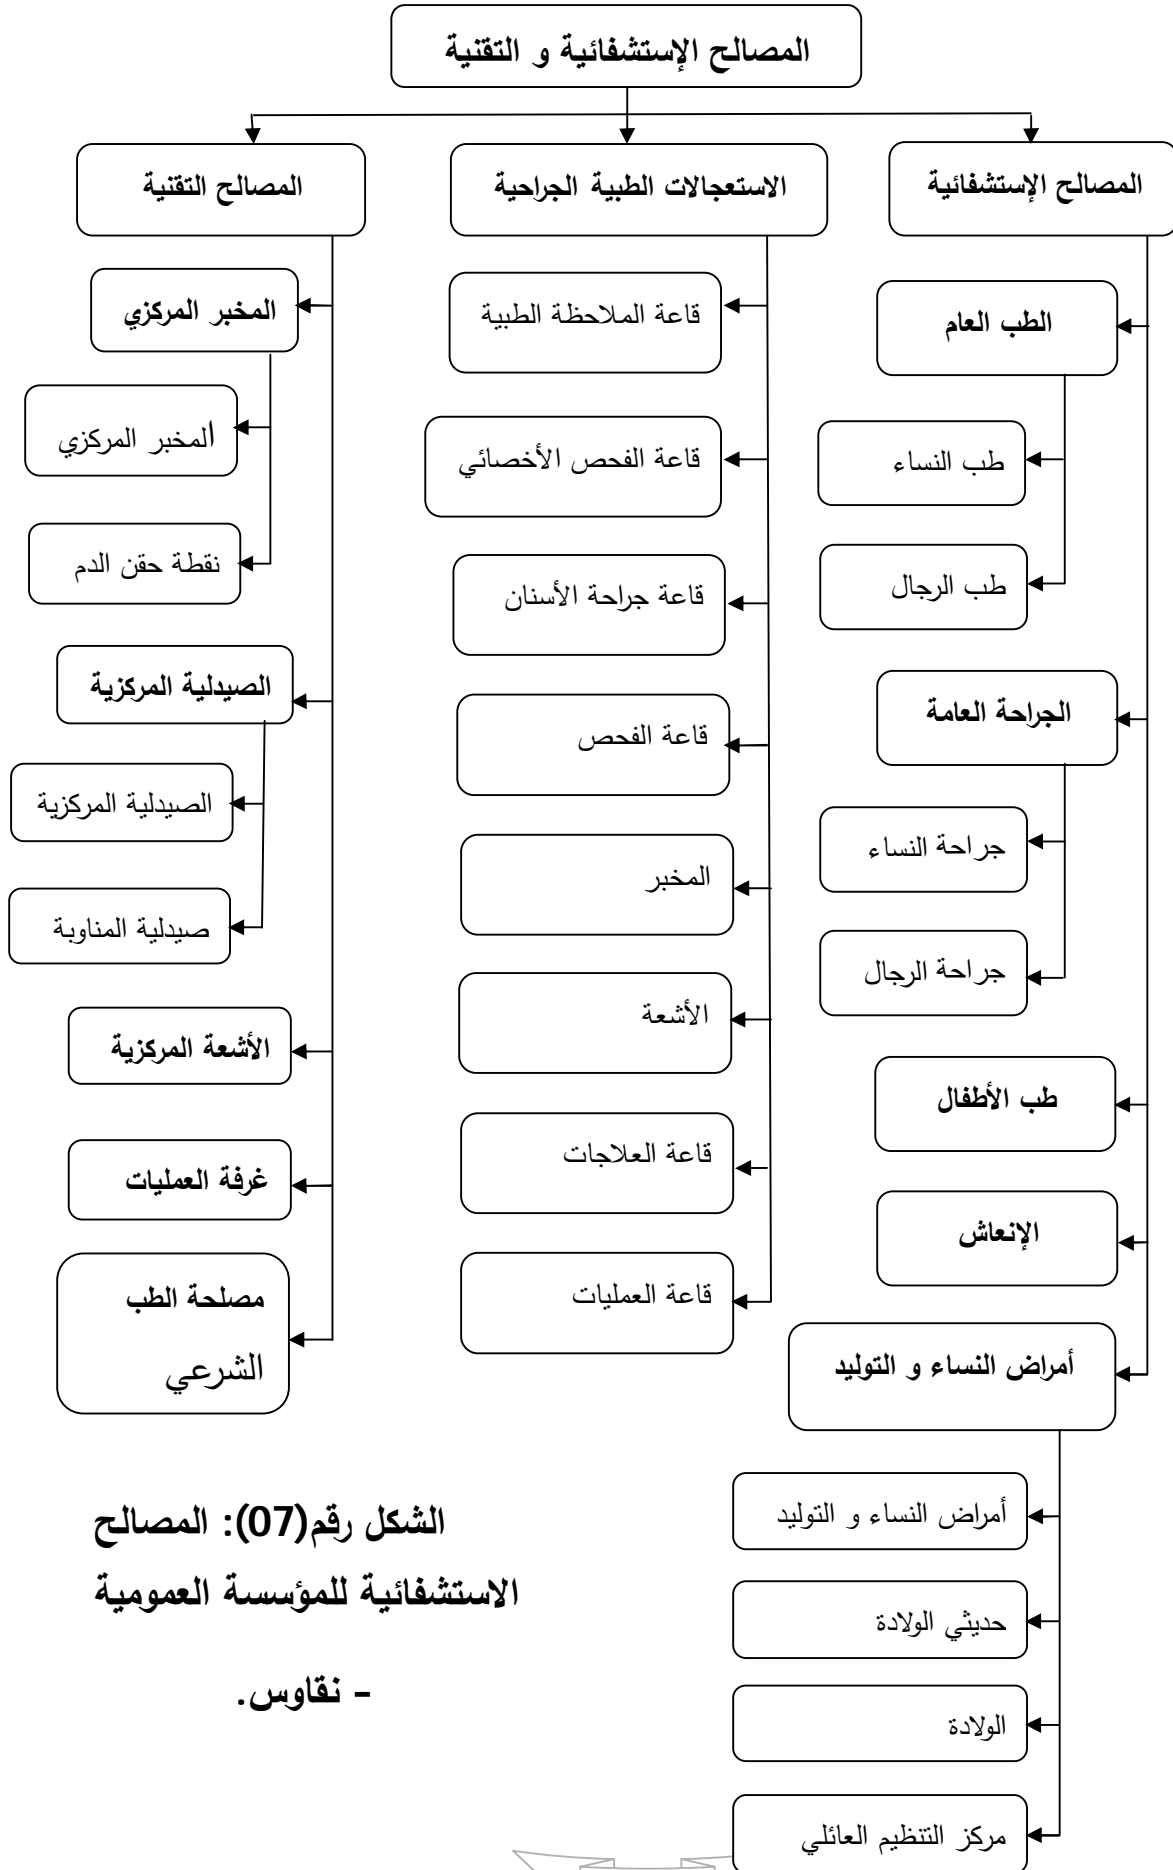 المصالح الإستشفائية و التقنية
المصالح الإستشفائية
الطب العام
طب النساء
طب الرجال
الجراحة العامة
جراحة النساء
جراحة الرجال
طب الأطفال
الإنعاش
أمراض النساء و التوليد
أمراض النساء و التوليد
حديثي الولادة
الولادة
مركز التنظيم العائلي
الاستعجالات الطبية الجراحية
قاعة الملاحظة الطبية
قاعة الفحص الأخصائي
قاعة جراحة الأسنان
قاعة الفحص
المخبر
الأشعة
قاعة العلاجات
قاعة العمليات
المصالح التقنية
المخبر المركزي
المخبر المركزي
نقطة حقن الدم
الصيدلية المركزية
الصيدلية المركزية
صيدلية المناوبة
الأشعة المركزية
غرفة العمليات
مصلحة الطب
الشرعي
الشكل رقم(07): المصالح
الاستشفائية للمؤسسة العمومية
- نقاوس.